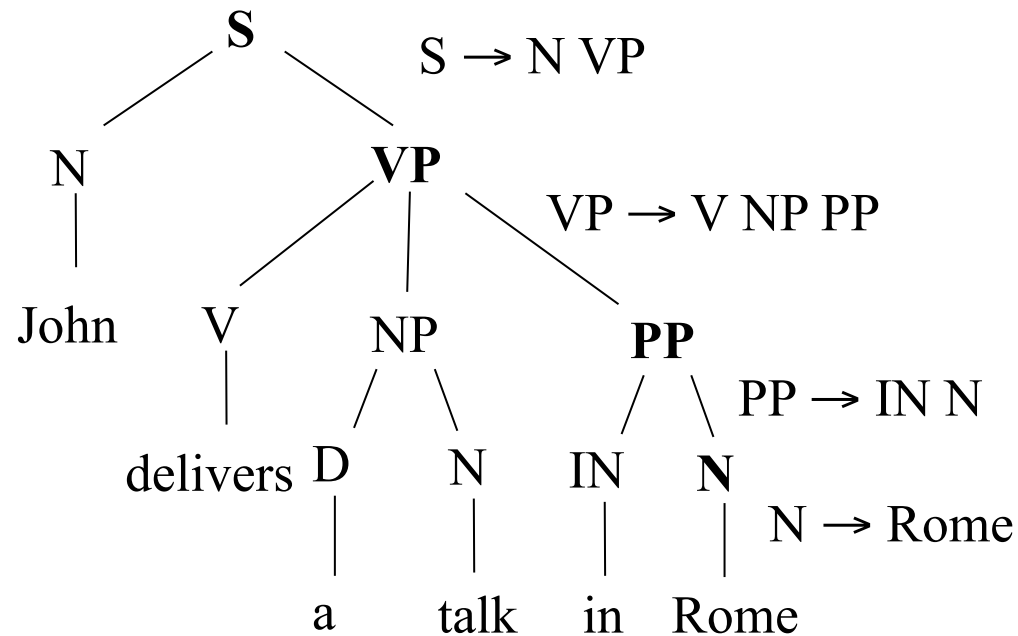 S
S → N VP
N VP
VP → V NP PP
John V NP PP
PP → IN N
delivers D N IN N
N → Rome
a talk in Rome